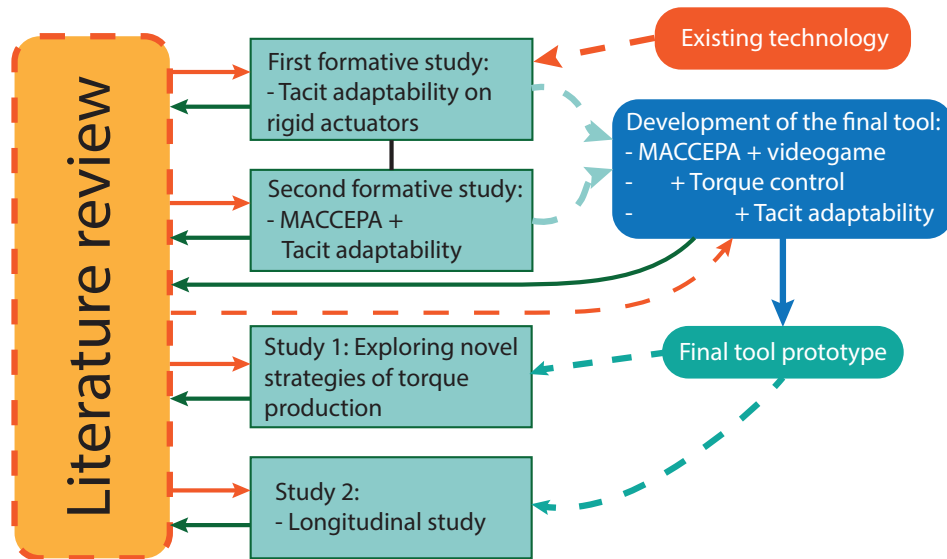 Literature review
First formative study:
- Tacit adaptability on
rigid actuators
Existing technology
Development of the final tool:
- MACCEPA + videogame
- + Torque control
- + Tacit adaptability
Second formative study:
- MACCEPA +
Tacit adaptability
Study 1: Exploring novel
strategies of torque
production
Final tool prototype
Study 2:
- Longitudinal study